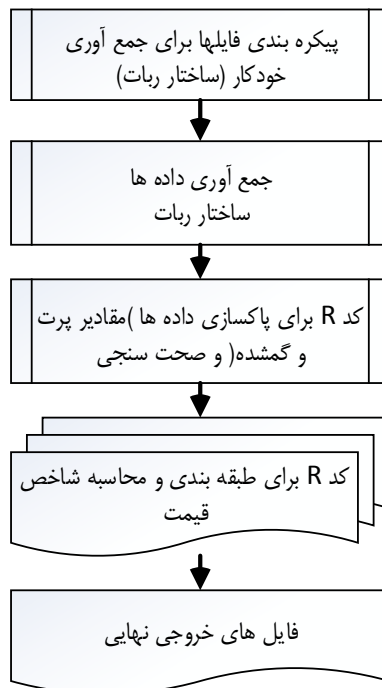 پیکره بندی فایلها برای جمع آوری
خودکار (ساختار ربات)
جمع آوری داده ها
ساختار ربات
کد R برای پاکسازی داده ها )مقادیر پرت
و گمشده( و صحت سنجی
کد R برای طبقه بندی و محاسبه شاخص
قیمت
فایل های خروجی نهایی